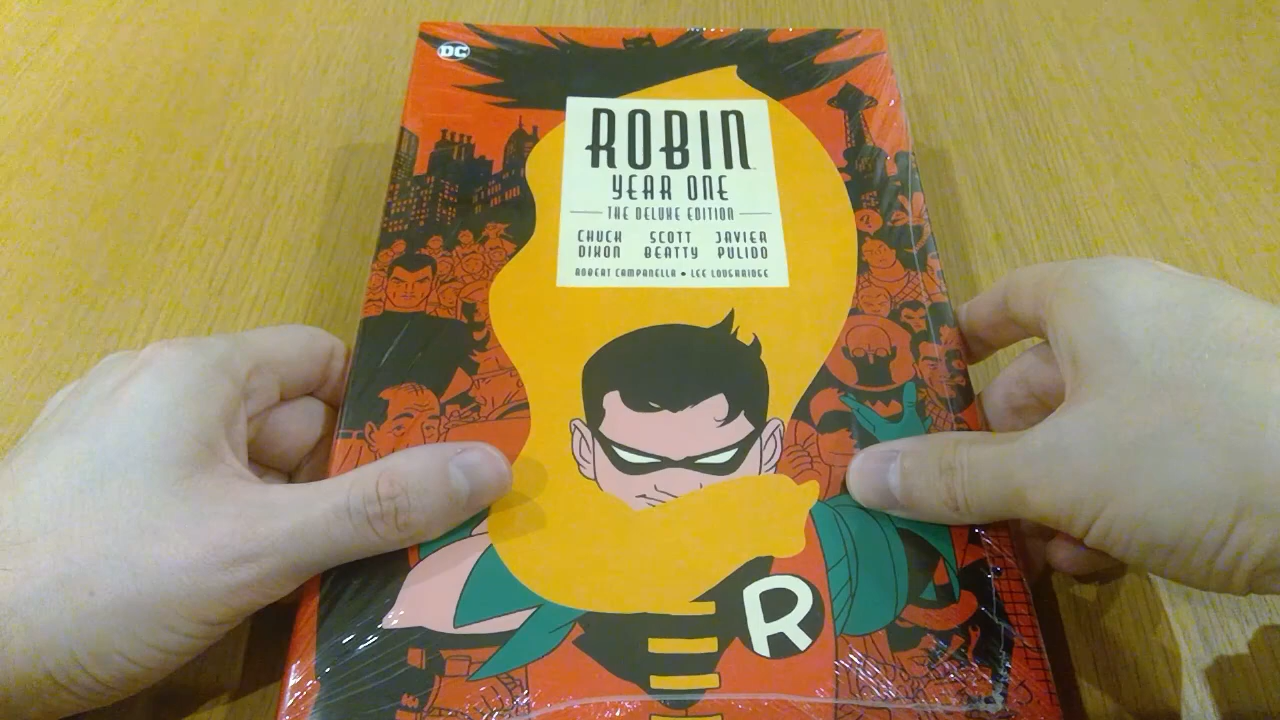 DC
ROBIN
YEAR ONE
THE DELUXE EDITION
CHUCK SCOTT JAVIER
DIXON BEATTY PULIDO
ROBERT CAMPANELLA • LEE LOUGHRIDGE
R